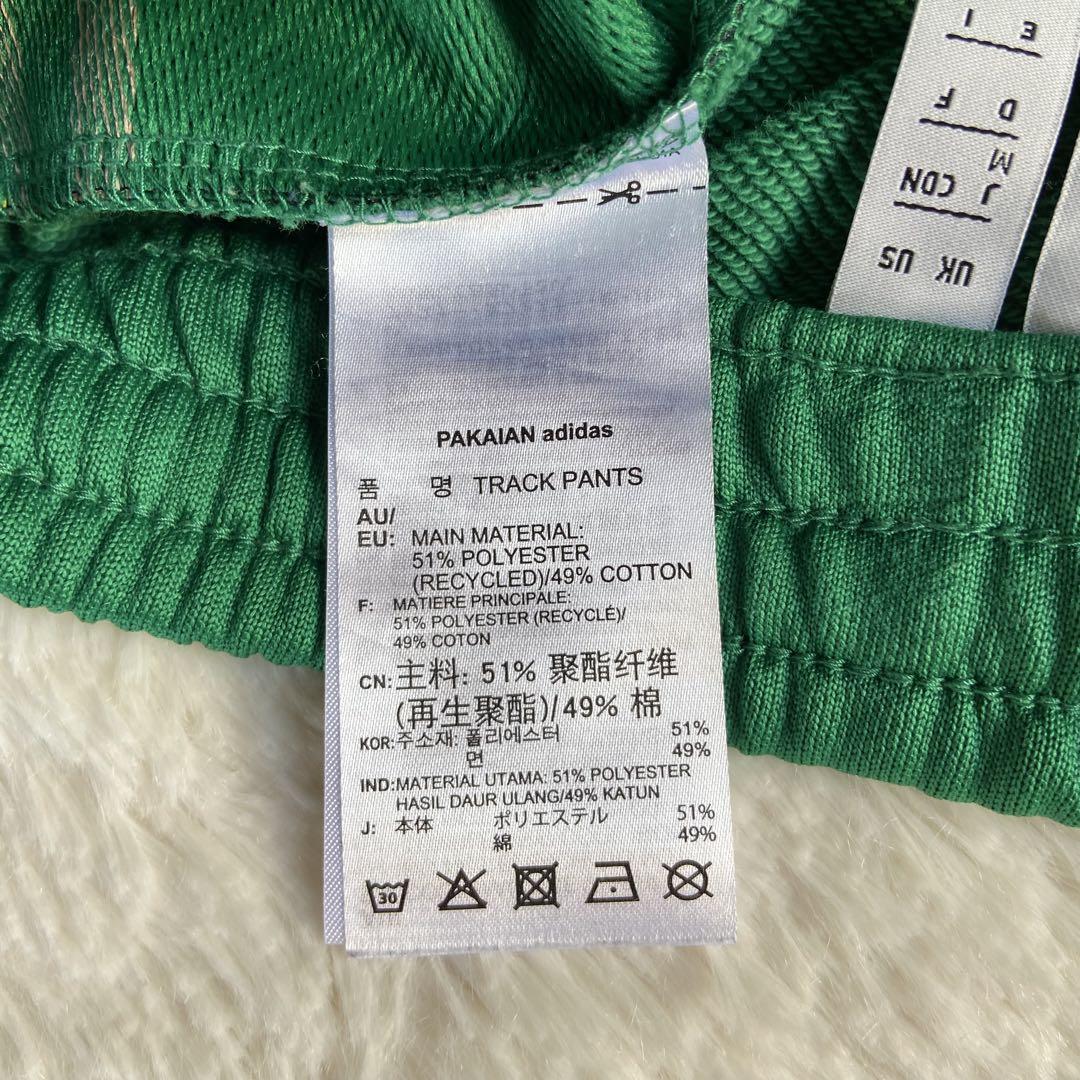 PAKAIAN adidas
품 명 TRACK PANTS
AU/
EU: MAIN MATERIAL:
51% POLYESTER
(RECYCLED)/49% COTTON
F: MATIERE PRINCIPALE:
51% POLYESTER (RECYCLÉ)/
49% COTON
CN: 主料: 51% 聚酯纤维
(再生聚酯)/49% 棉
KOR: 주소재: 폴리에스터 51%
면 49%
IND: MATERIAL UTAMA: 51% POLYESTER
HASIL DAUR ULANG/49% KATUN
J: 本体 ポリエステル 51%
綿 49%
30
UK US
J CDN
M
D F
E I